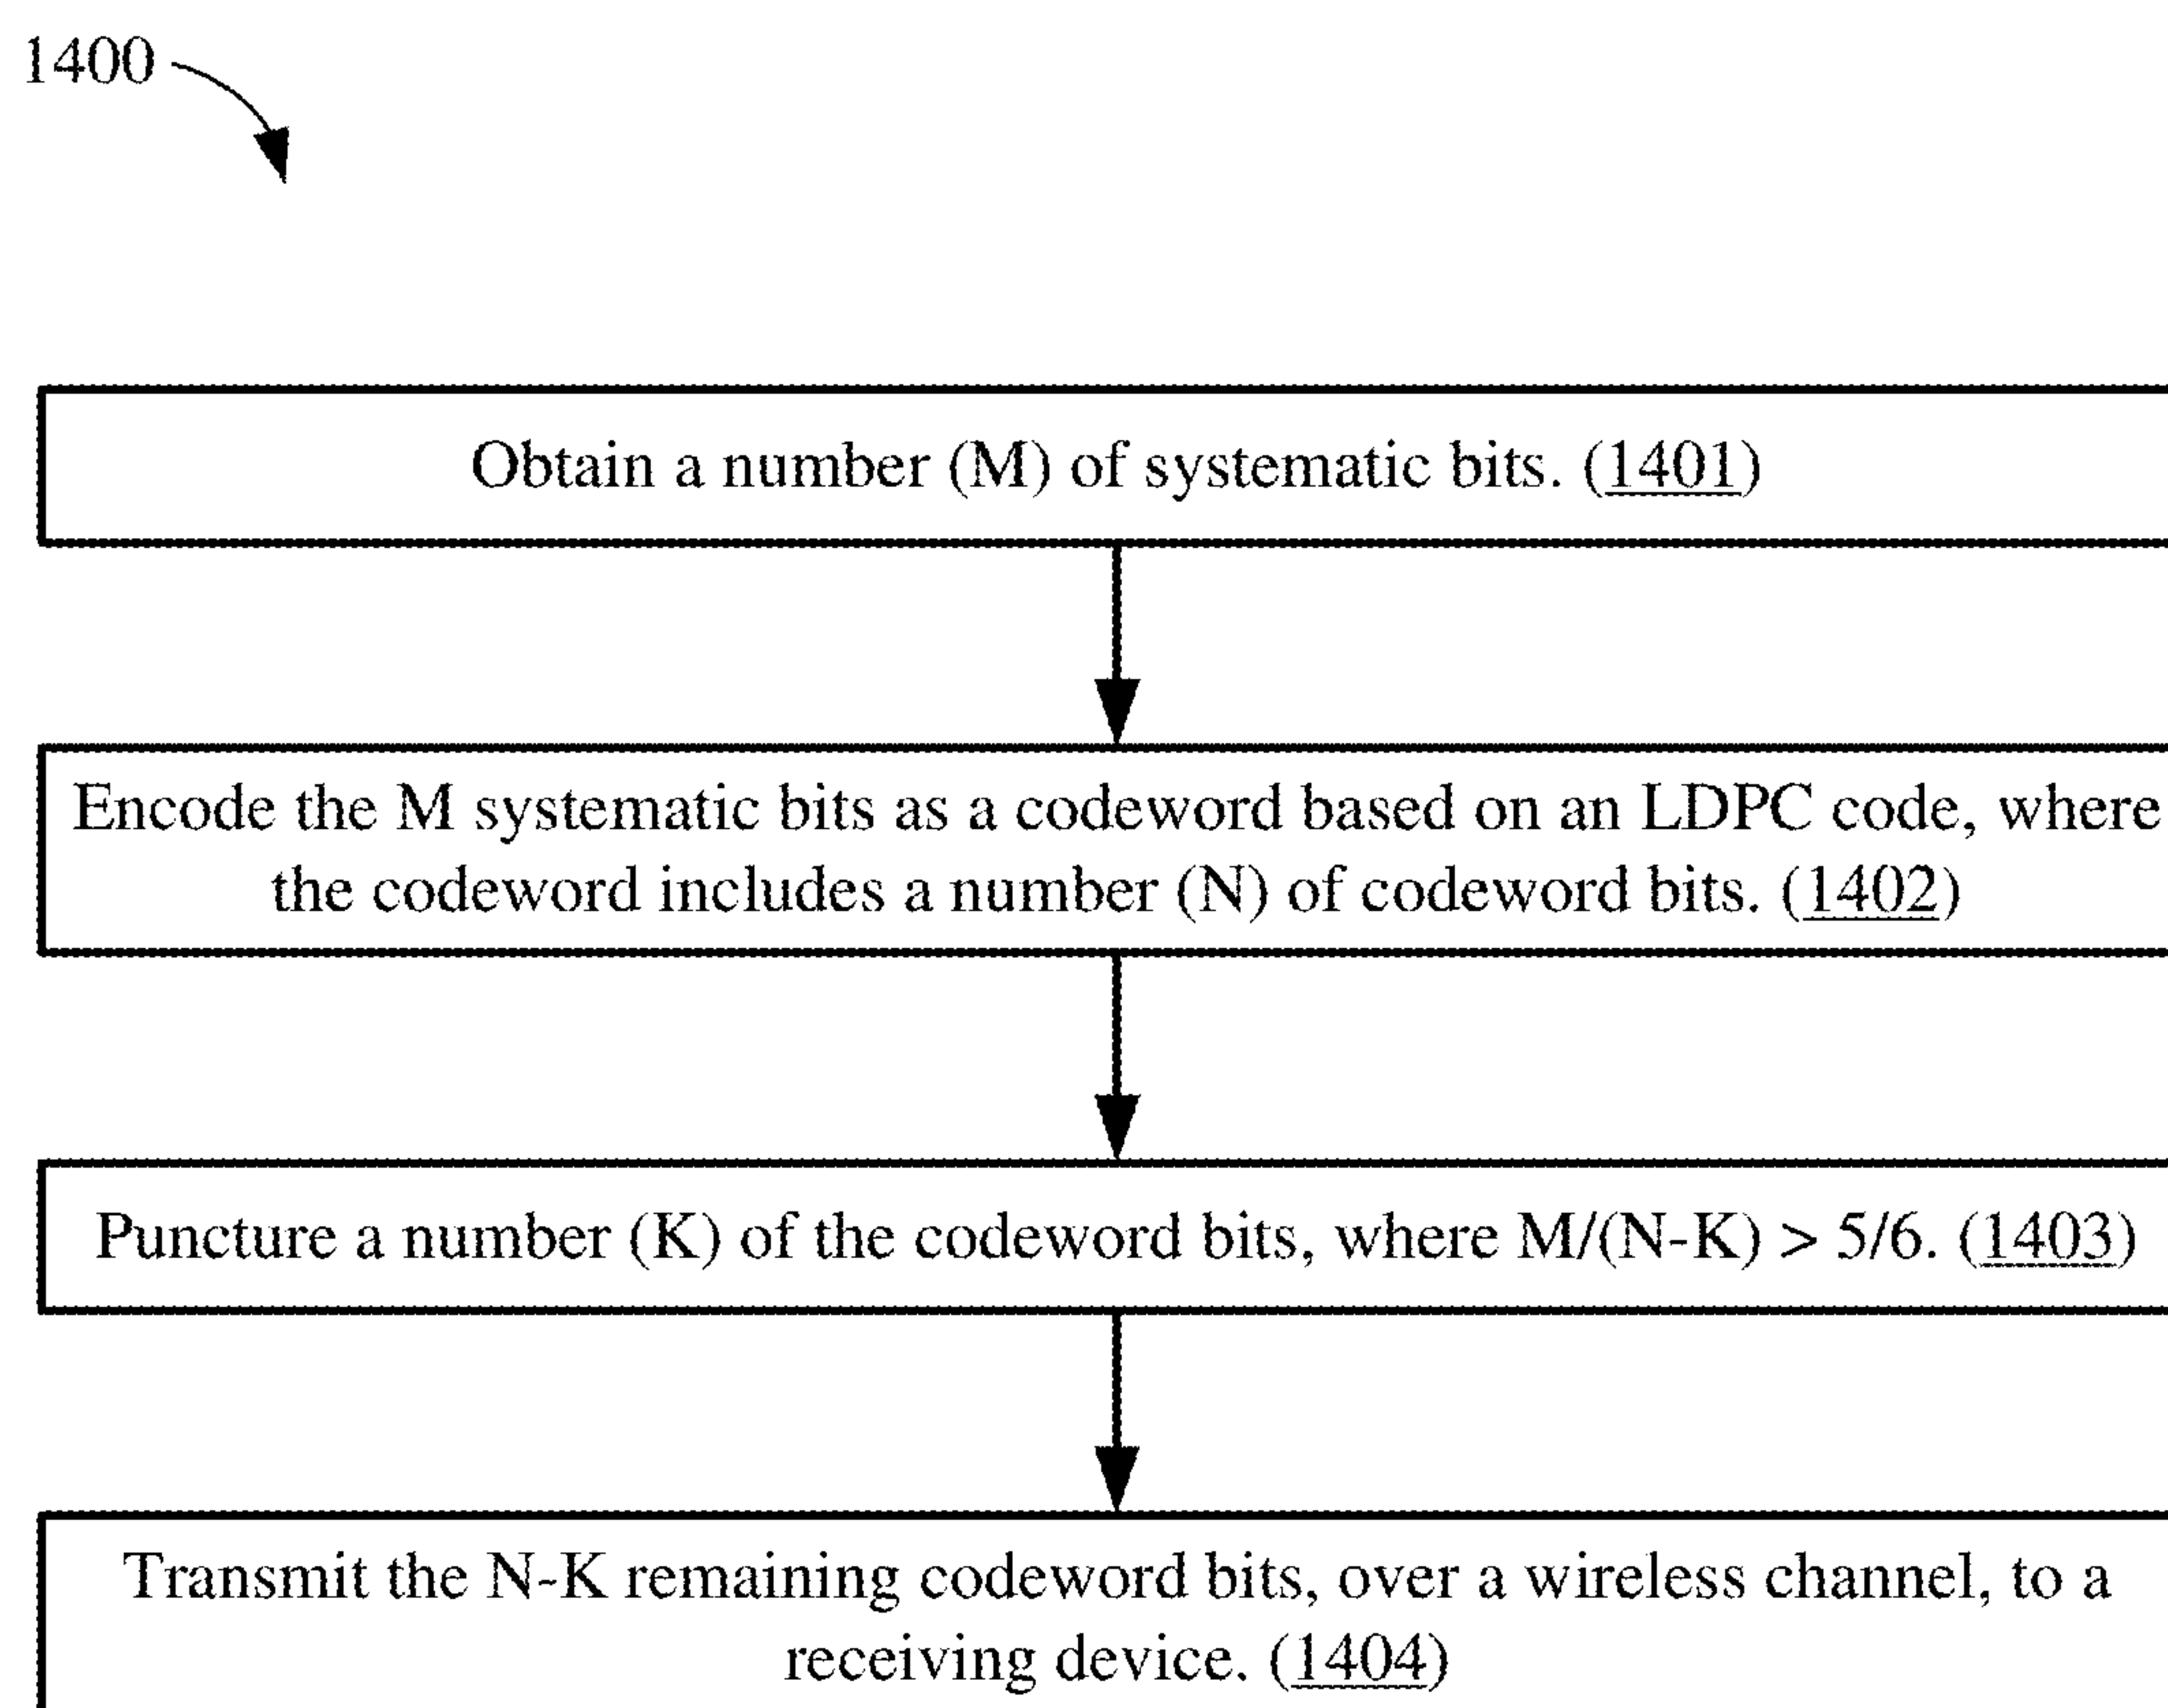 1400
Obtain a number (M) of systematic bits. (1401)
Encode the M systematic bits as a codeword based on an LDPC code, where
the codeword includes a number (N) of codeword bits. (1402)
Puncture a number (K) of the codeword bits, where M/(N-K) > 5/6. (1403)
Transmit the N-K remaining codeword bits, over a wireless channel, to a
receiving device. (1404)